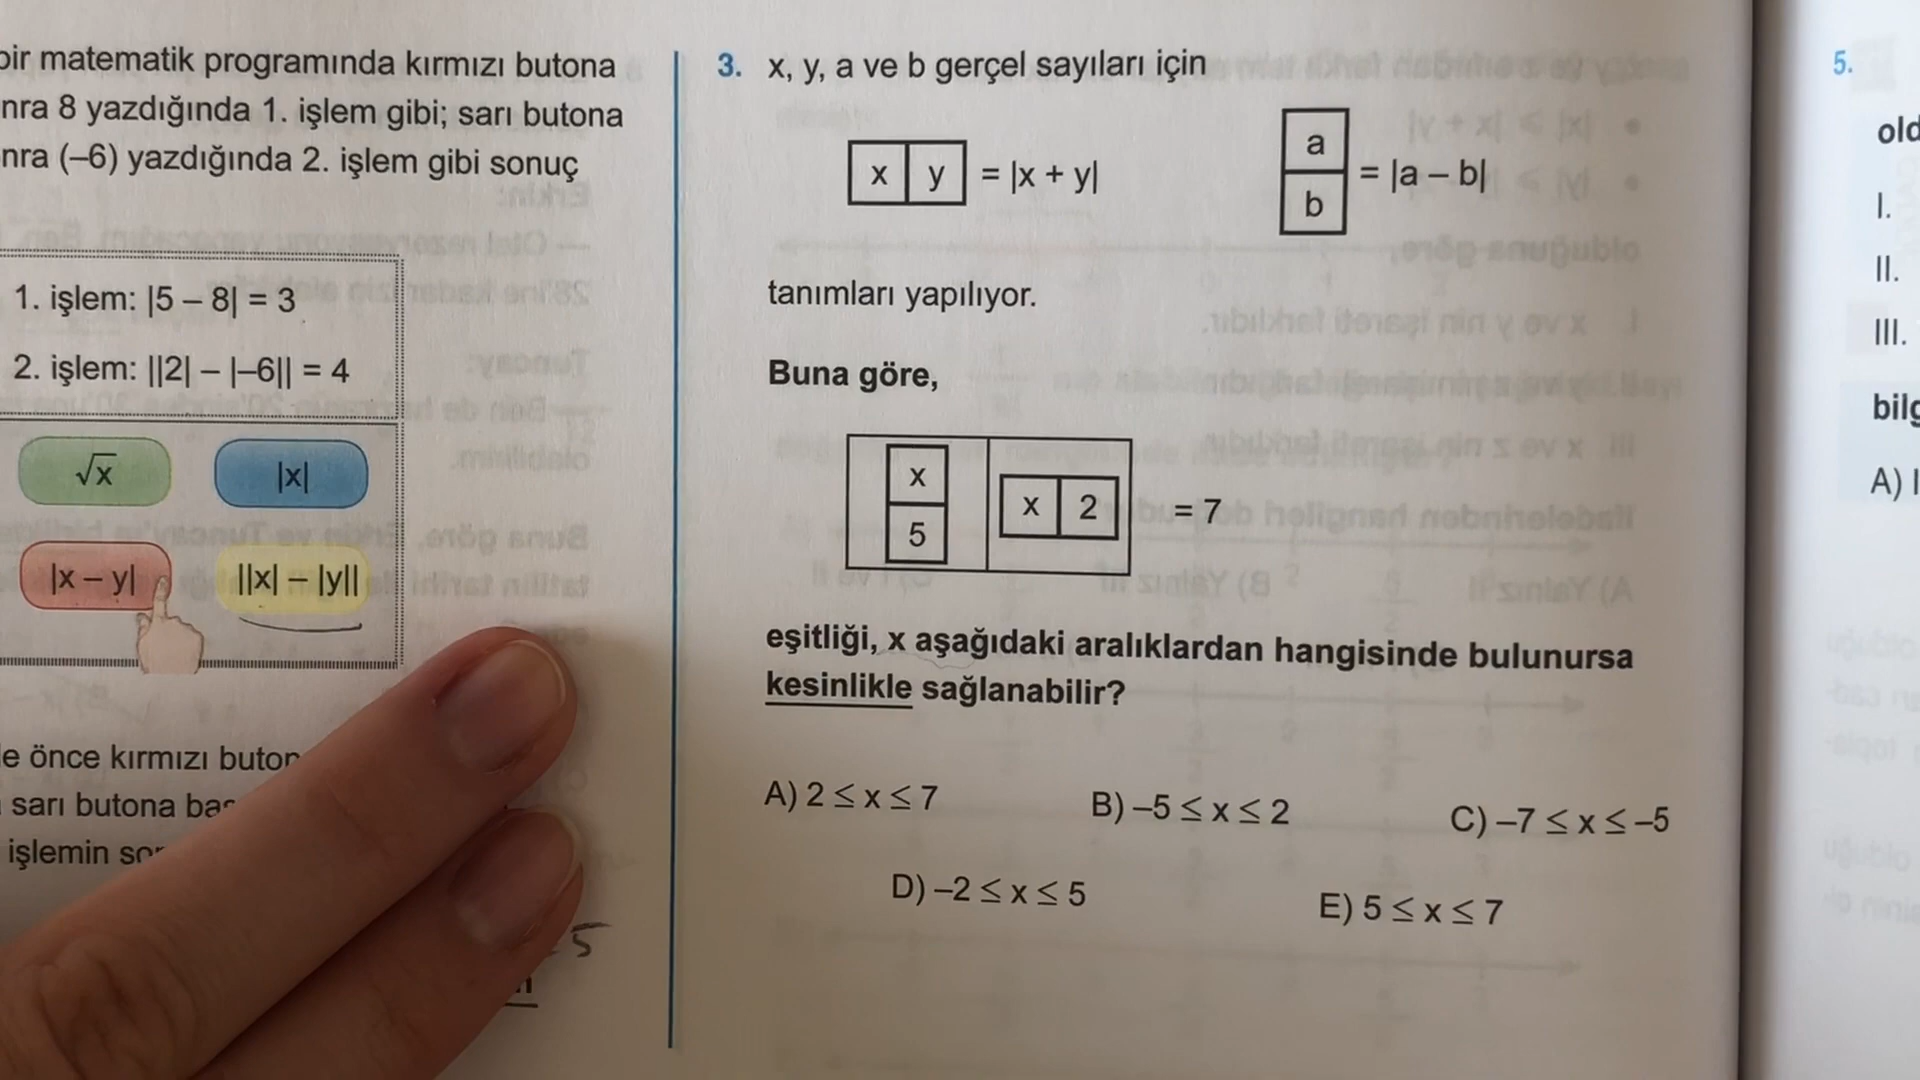 bir matematik programında kırmızı butona
nra 8 yazdığında 1. işlem gibi; sarı butona
nra (–6) yazdığında 2. işlem gibi sonuç
1. işlem: |5 – 8| = 3
2. işlem: ||2| – |–6|| = 4
√x |x|
|x – y| ||x| – |y||
e önce kırmızı buton
sarı butona bas
işlemin so
5
3. x, y, a ve b gerçel sayıları için
x y = |x + y|
a
b = |a – b|
tanımları yapılıyor.
Buna göre,
x
5
x 2 = 7
eşitliği, x aşağıdaki aralıklardan hangisinde bulunursa
kesinlikle sağlanabilir?
A) 2 ≤ x ≤ 7 B) –5 ≤ x ≤ 2 C) –7 ≤ x ≤ –5
D) –2 ≤ x ≤ 5 E) 5 ≤ x ≤ 7
5.
old
I.
II.
III.
bilg
A) I